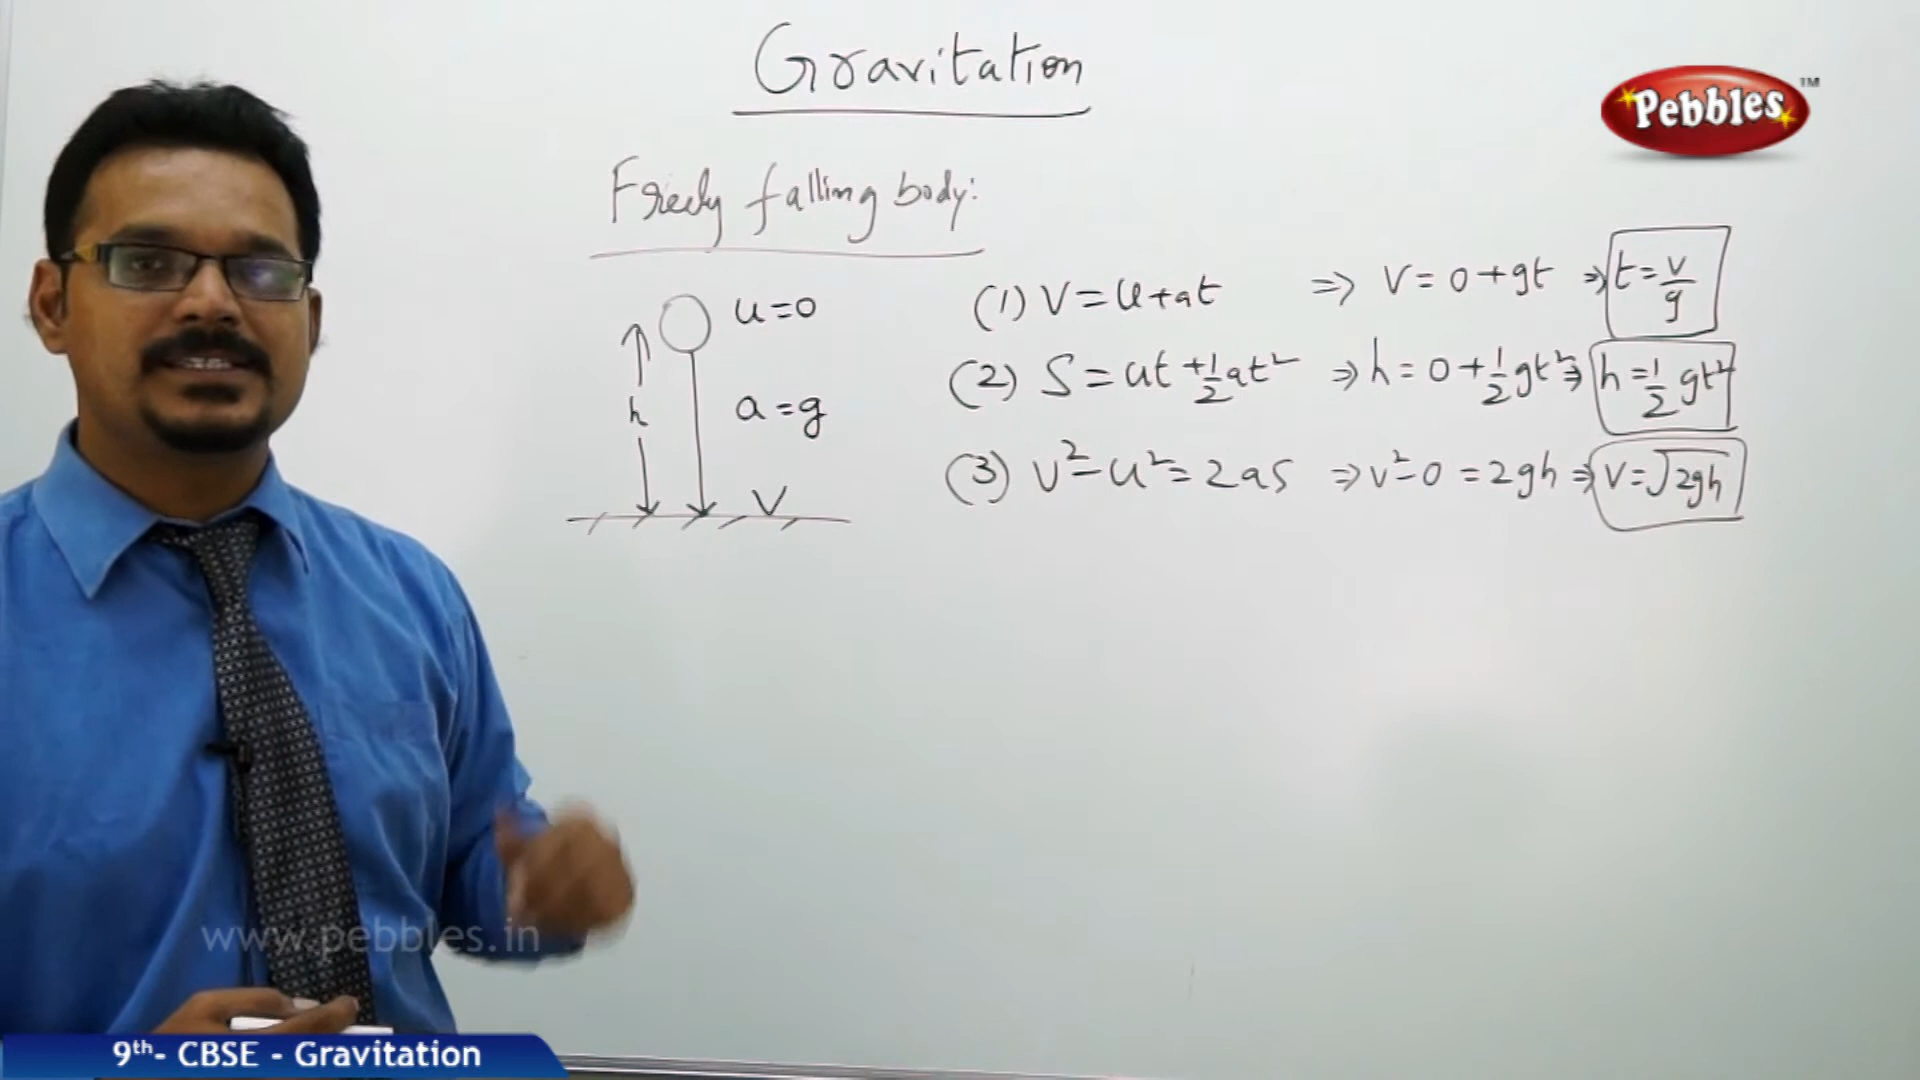 Gravitation
Pebbles™
Freely falling body:
u=0
h
a=g
V
(1) V=u+at ⇒ V=0+gt ⇒ t=v/g
(2) S=ut+½at² ⇒ h=0+½gt² ⇒ h=½gt²
(3) v²-u²=2as ⇒ v²-0=2gh ⇒ v=√2gh
www.pebbles.in
9th- CBSE - Gravitation